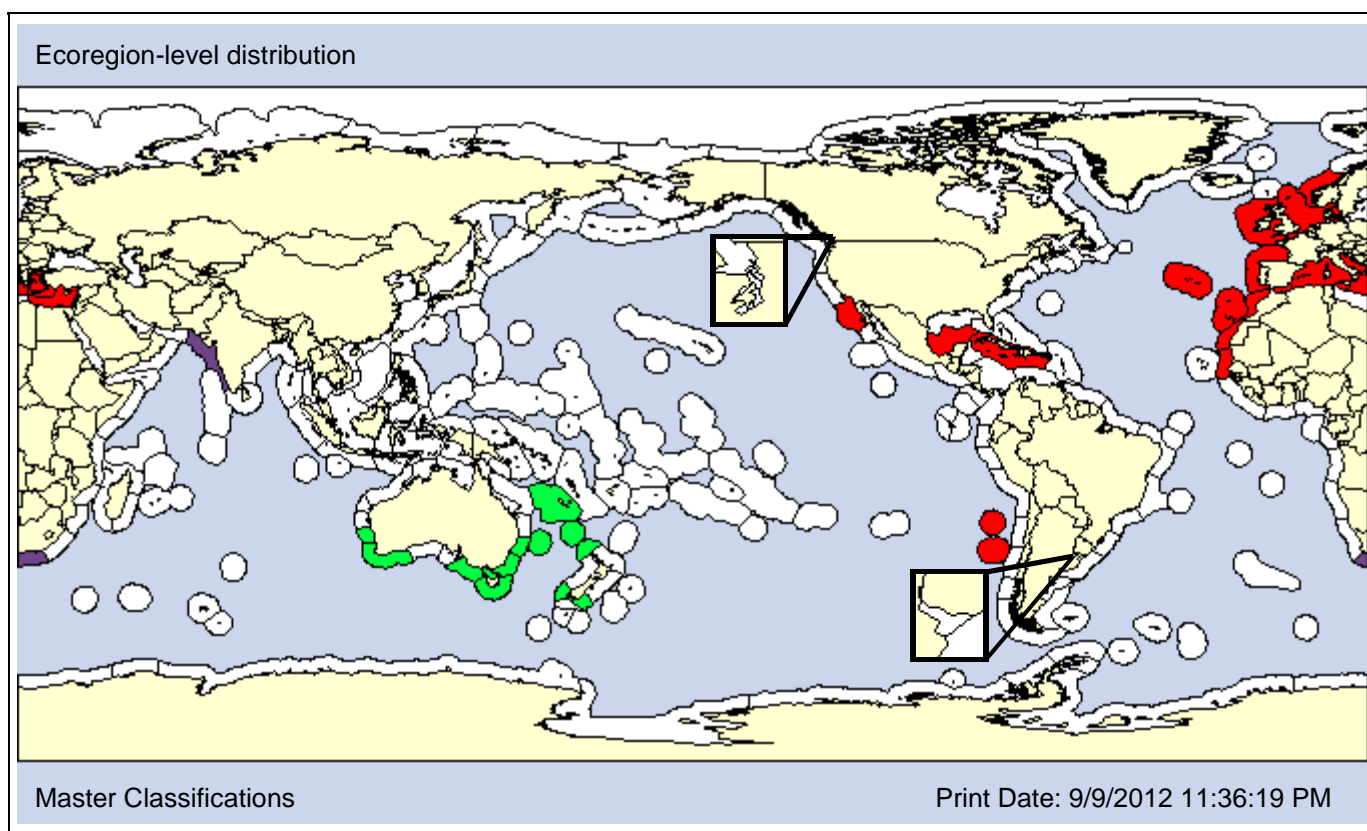 Ecoregion-level distribution
Master Classifications
Print Date: 9/9/2012 11:36:19 PM